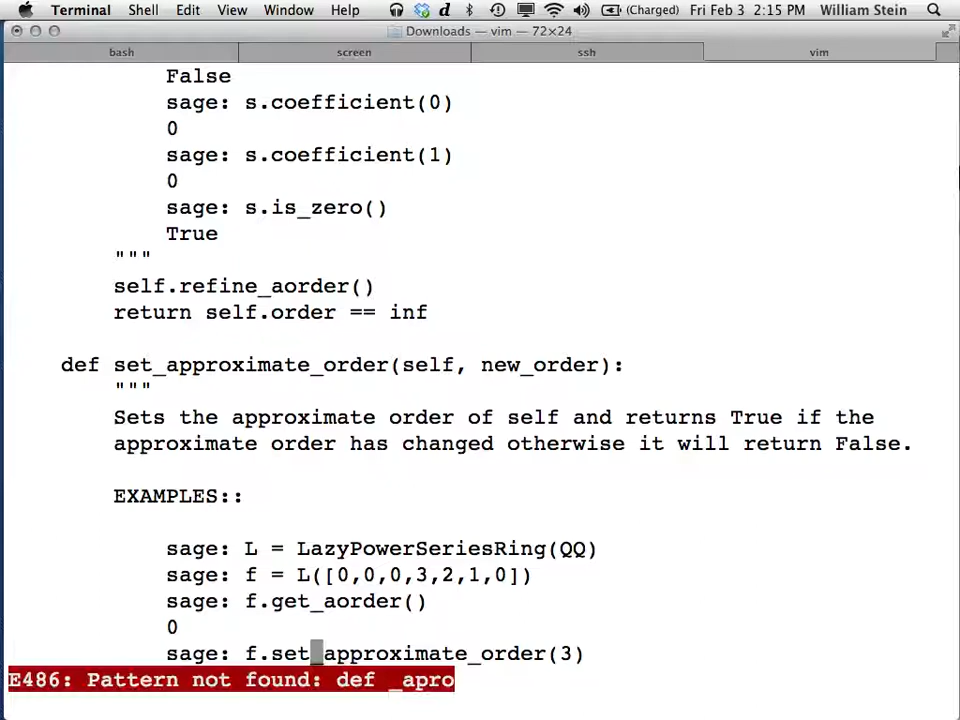 Terminal Shell Edit View Window Help (Charged) Fri Feb 3 2:15 PM William Stein
Downloads — vim — 72×24
bash screen ssh vim
False
sage: s.coefficient(0)
0
sage: s.coefficient(1)
0
sage: s.is_zero()
True
"""
self.refine_aorder()
return self.order == inf
def set_approximate_order(self, new_order):
"""
Sets the approximate order of self and returns True if the
approximate order has changed otherwise it will return False.
EXAMPLES::
sage: L = LazyPowerSeriesRing(QQ)
sage: f = L([0,0,0,3,2,1,0])
sage: f.get_aorder()
0
sage: f.set_approximate_order(3)
E486: Pattern not found: def _apro